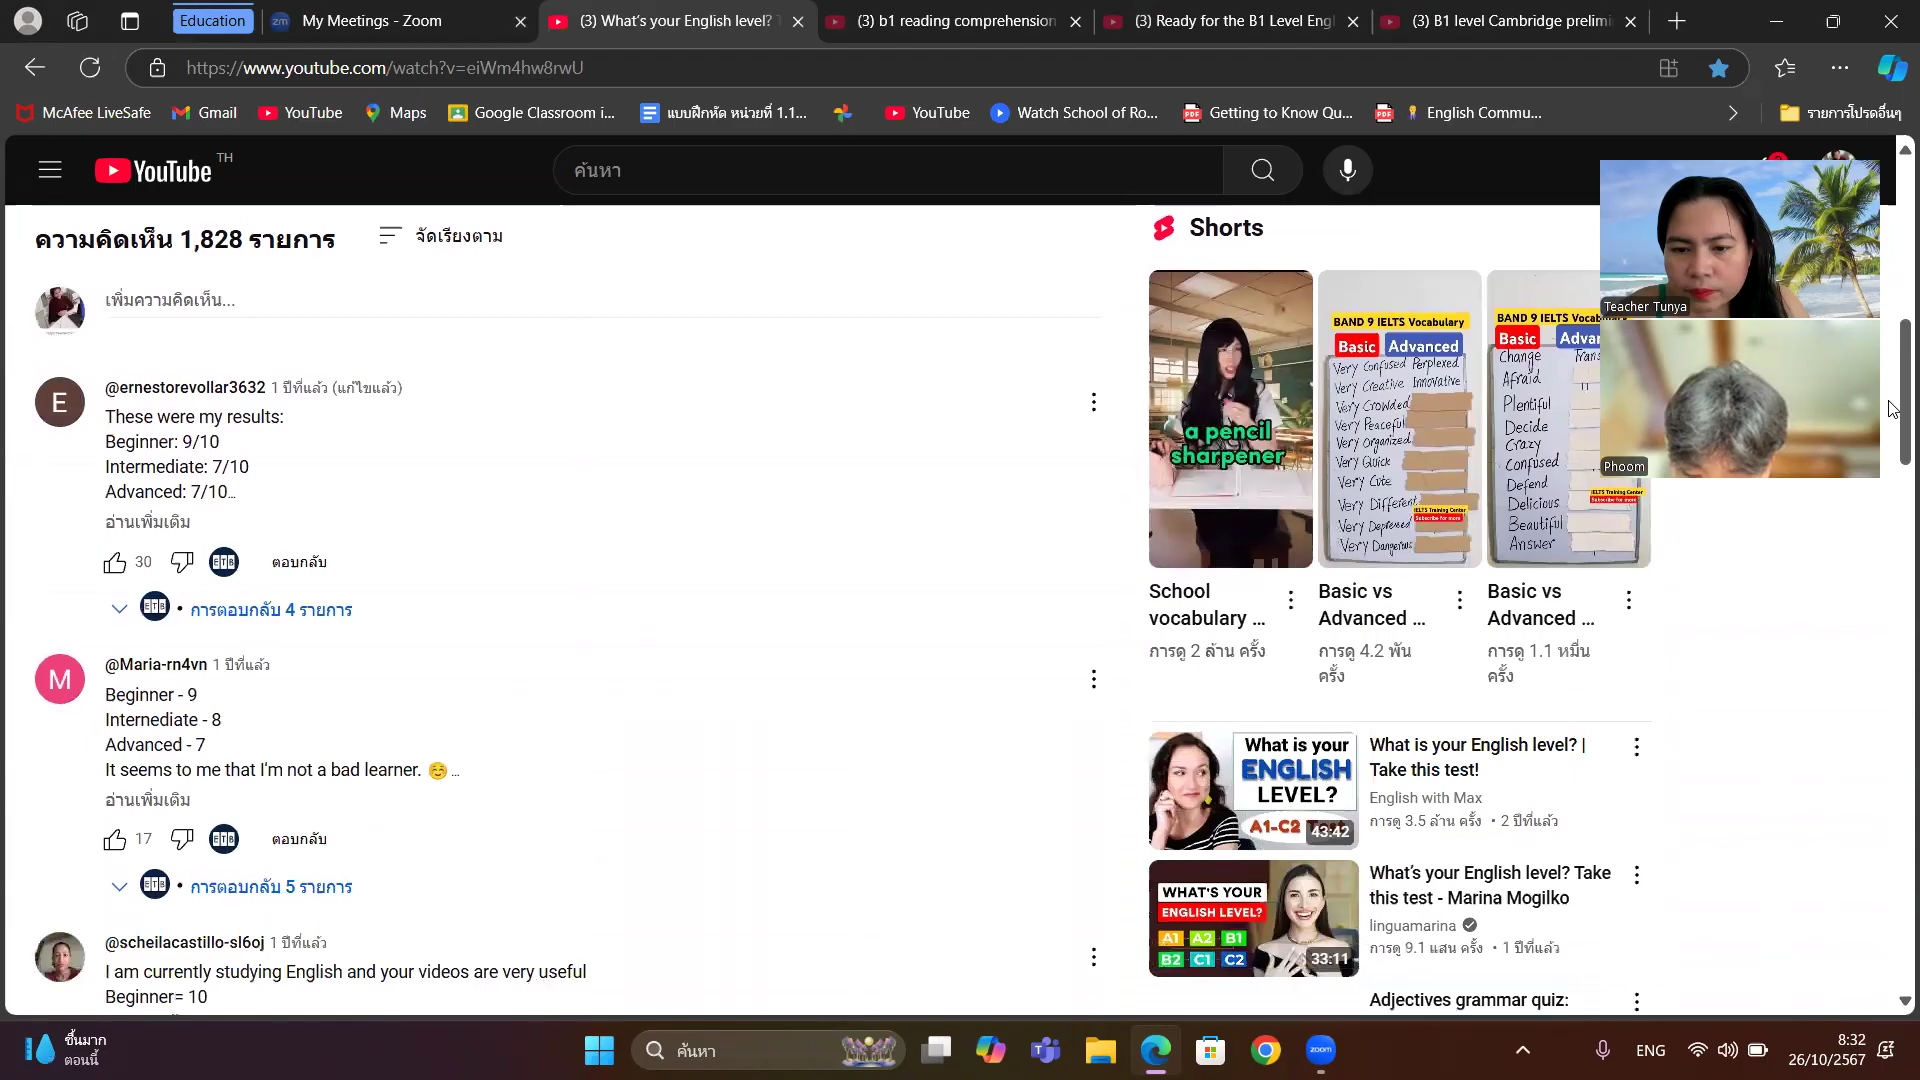 Education
My Meetings - Zoom
(3) What's your English level? T
(3) b1 reading comprehension
(3) Ready for the B1 Level Engl
(3) B1 level Cambridge prelimi
https://www.youtube.com/watch?v=eiWm4hw8rwU
McAfee LiveSafe
Gmail
YouTube
Maps
Google Classroom i...
แบบฝึกหัด หน่วยที่ 1.1...
YouTube
Watch School of Ro...
Getting to Know Qu...
English Commu...
รายการโปรดอื่นๆ
YouTube TH
ค้นหา
ความคิดเห็น 1,828 รายการ
จัดเรียงตาม
เพิ่มความคิดเห็น...
E
@ernestorevollar3632 1 ปีที่แล้ว (แก้ไขแล้ว)
These were my results:
Beginner: 9/10
Intermediate: 7/10
Advanced: 7/10...
อ่านเพิ่มเติม
30
ETB
ตอบกลับ
ETB
• การตอบกลับ 4 รายการ
M
@Maria-rn4vn 1 ปีที่แล้ว
Beginner - 9
Internediate - 8
Advanced - 7
It seems to me that I'm not a bad learner. ☺️ ...
อ่านเพิ่มเติม
17
ETB
ตอบกลับ
ETB
• การตอบกลับ 5 รายการ
@scheilacastillo-sl6oj 1 ปีที่แล้ว
I am currently studying English and your videos are very useful
Beginner= 10
Shorts
a pencil
sharpener
School
vocabulary ...
การดู 2 ล้าน ครั้ง
BAND 9 IELTS Vocabulary
Basic Advanced
Very Confused Perplexed
Very Creative Innovative
Very Crowded
Very Peaceful
Very Organized
Very Quick
Very Cute
Very Different
Very Depressed
Very Dangerous
IELTS Training Center
Subscribe for more
Basic vs
Advanced ...
การดู 4.2 พัน
ครั้ง
BAND 9 IELTS
Basic
Change
Afraid
Plentiful
Decide
Crazy
Confused
Defend
Delicious
Beautiful
Answer
IELTS Training Center
Subscribe for more
Basic vs
Advanced ...
การดู 1.1 หมื่น
ครั้ง
Teacher Tunya
Phoom
What is your
ENGLISH
LEVEL?
A1-C2
43:42
What is your English level? |
Take this test!
English with Max
การดู 3.5 ล้าน ครั้ง • 2 ปีที่แล้ว
WHAT'S YOUR
ENGLISH LEVEL?
A1 A2 B1
B2 C1 C2
33:11
What's your English level? Take
this test - Marina Mogilko
linguamarina
การดู 9.1 แสน ครั้ง • 1 ปีที่แล้ว
Adjectives grammar quiz:
ชื้นมาก
ตอนนี้
ค้นหา
zoom
ENG
8:32
26/10/2567